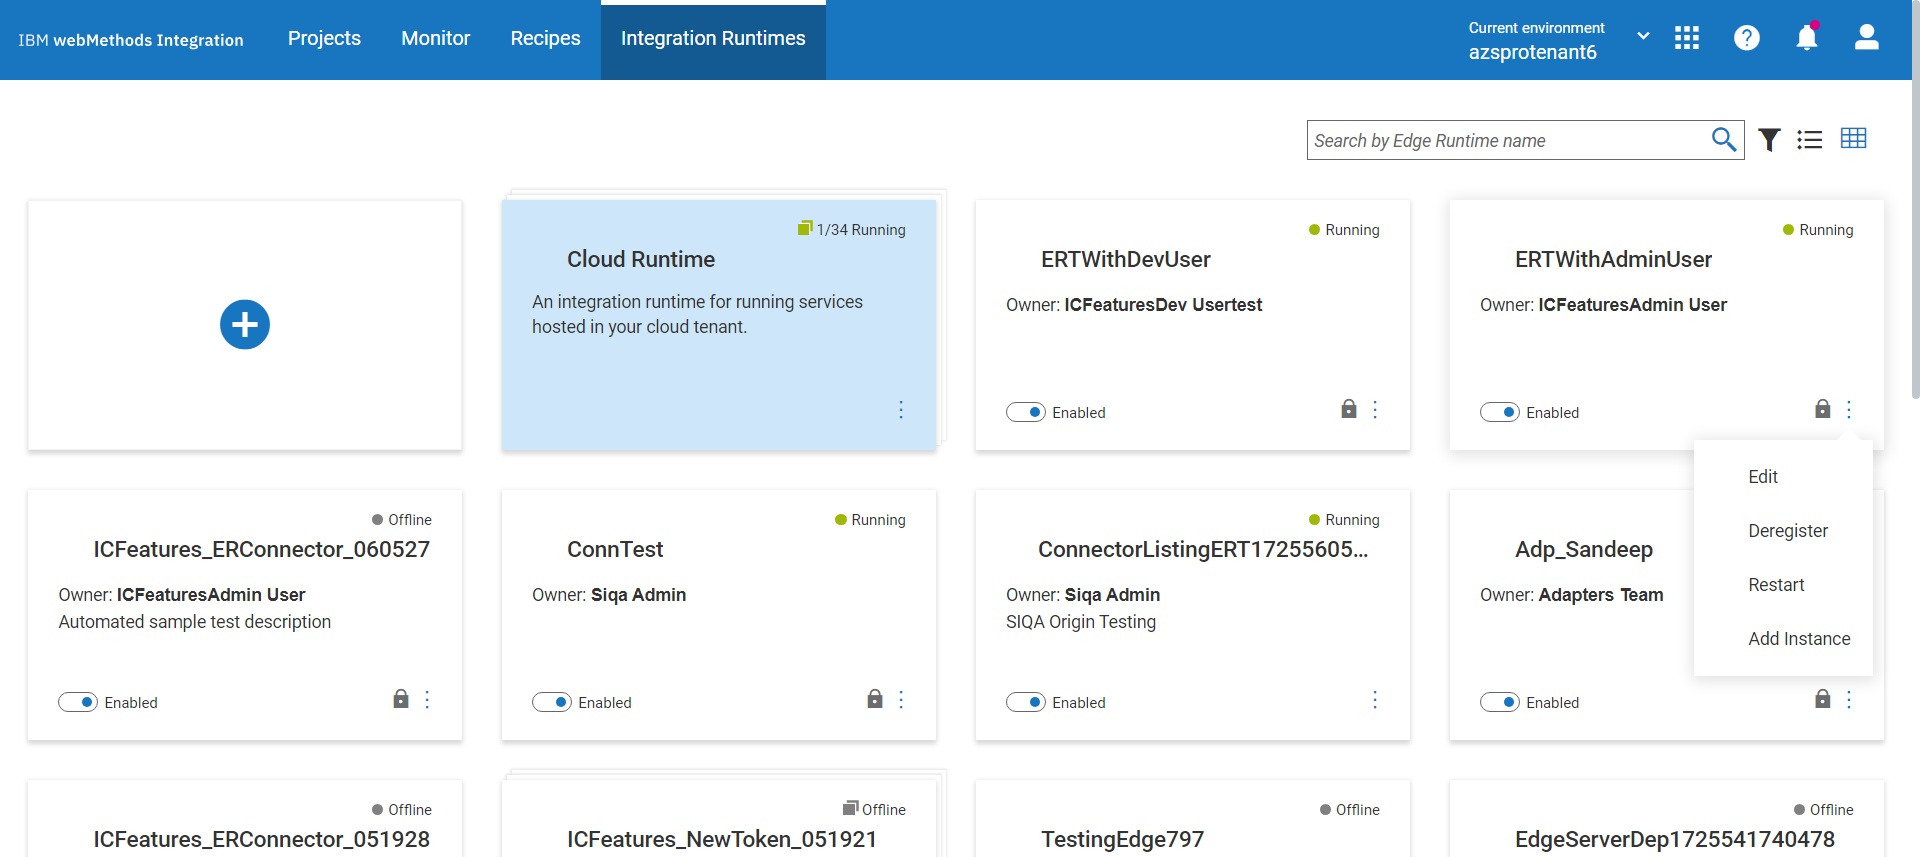 IBM webMethods Integration
Projects
Monitor
Recipes
Integration Runtimes
Current environment
azsprotenant6
Search by Edge Runtime name
1/34 Running
Cloud Runtime
An integration runtime for running services
hosted in your cloud tenant.
Running
ERTWithDevUser
Owner: ICFeaturesDev Usertest
Enabled
Running
ERTWithAdminUser
Owner: ICFeaturesAdmin User
Enabled
Edit
Deregister
Restart
Add Instance
Offline
ICFeatures_ERConnector_060527
Owner: ICFeaturesAdmin User
Automated sample test description
Enabled
Running
ConnTest
Owner: Siqa Admin
Enabled
Running
ConnectorListingERT17255605...
Owner: Siqa Admin
SIQA Origin Testing
Enabled
Adp_Sandeep
Owner: Adapters Team
Enabled
Offline
ICFeatures_ERConnector_051928
Offline
ICFeatures_NewToken_051921
Offline
TestingEdge797
Offline
EdgeServerDep1725541740478